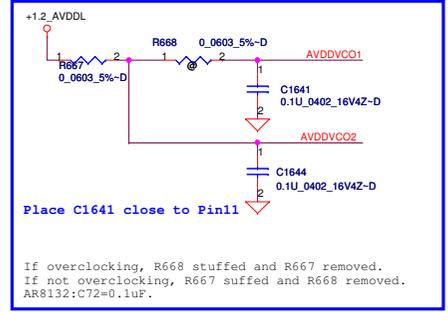 +1.2_AVDDL
R668 0_0603_5%~D
1 2 1 2 AVDDVCO1
R667 @ 1
0_0603_5%~D
C1641
0.1U_0402_16V4Z~D
2
AVDDVCO2
1
C1644
0.1U_0402_16V4Z~D
2
Place C1641 close to Pin11
If overclocking, R668 stuffed and R667 removed.
If not overclocking, R667 suffed and R668 removed.
AR8132:C72=0.1uF.